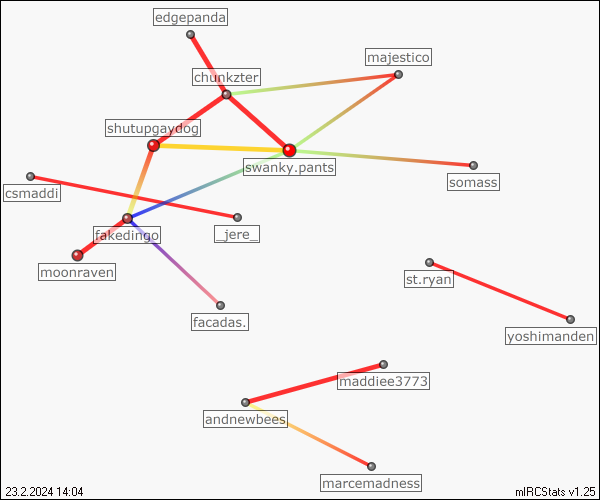 edgepanda
majestico
chunkzter
shutupgaydog
swanky.pants
somass
csmaddi
_jere_
fakedingo
moonraven
st.ryan
facadas.
yoshimanden
maddiee3773
andnewbees
marcemadness
23.2.2024 14:04
mIRCStats v1.25